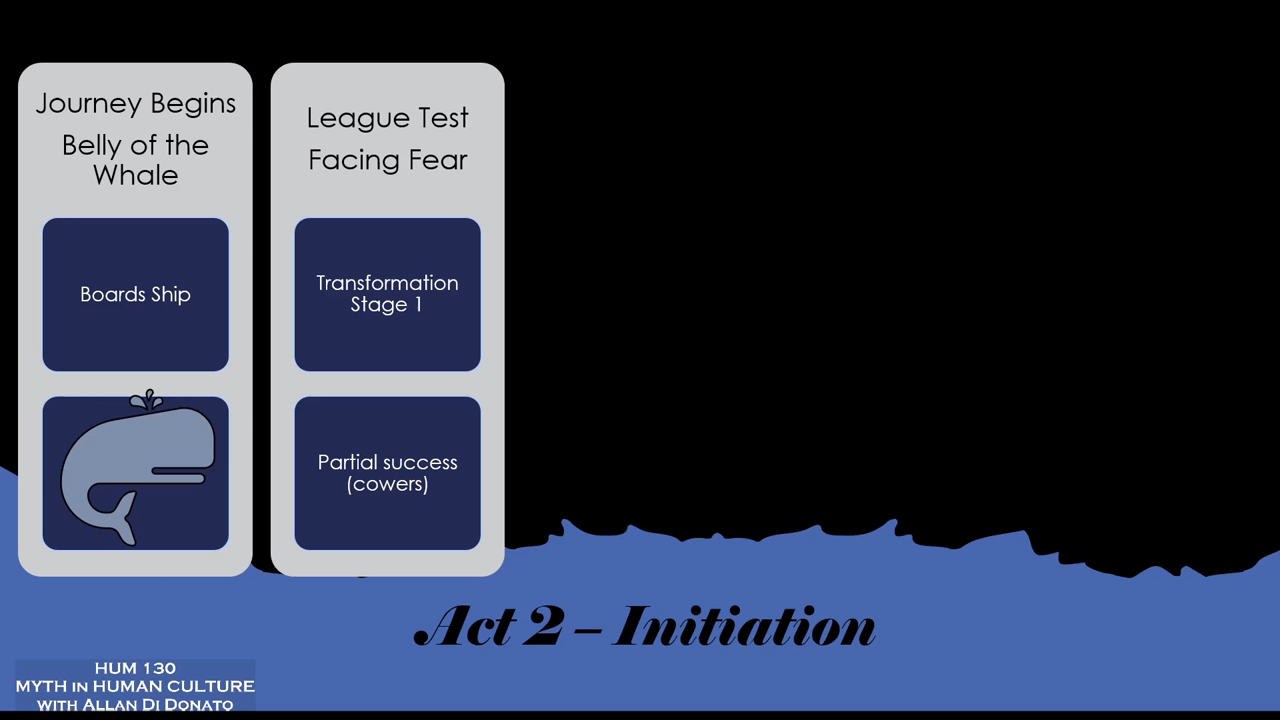 Journey Begins
Belly of the
Whale
Boards Ship
League Test
Facing Fear
Transformation
Stage 1
Partial success
(cowers)
Act 2 – Initiation
HUM 130
MYTH IN HUMAN CULTURE
WITH ALLAN DI DONATO